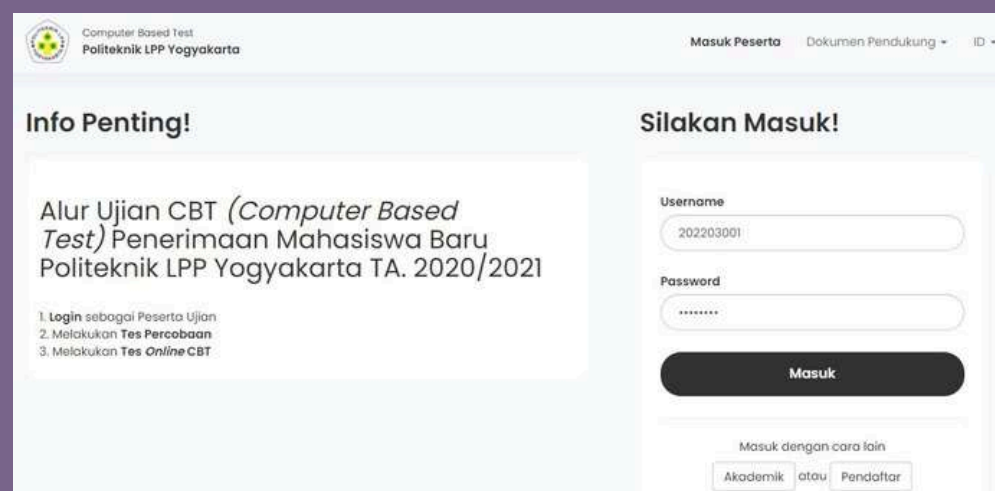 Computer Based Test
Politeknik LPP Yogyakarta
Masuk Peserta
Dokumen Pendukung
ID
Info Penting!
Alur Ujian CBT (Computer Based
Test) Penerimaan Mahasiswa Baru
Politeknik LPP Yogyakarta TA. 2020/2021
1. Login sebagai Peserta Ujian
2. Melakukan Tes Percobaan
3. Melakukan Tes Online CBT
Silakan Masuk!
Username
202203001
Password
••••••••
Masuk
Masuk dengan cara lain
Akademik atau Pendaftar